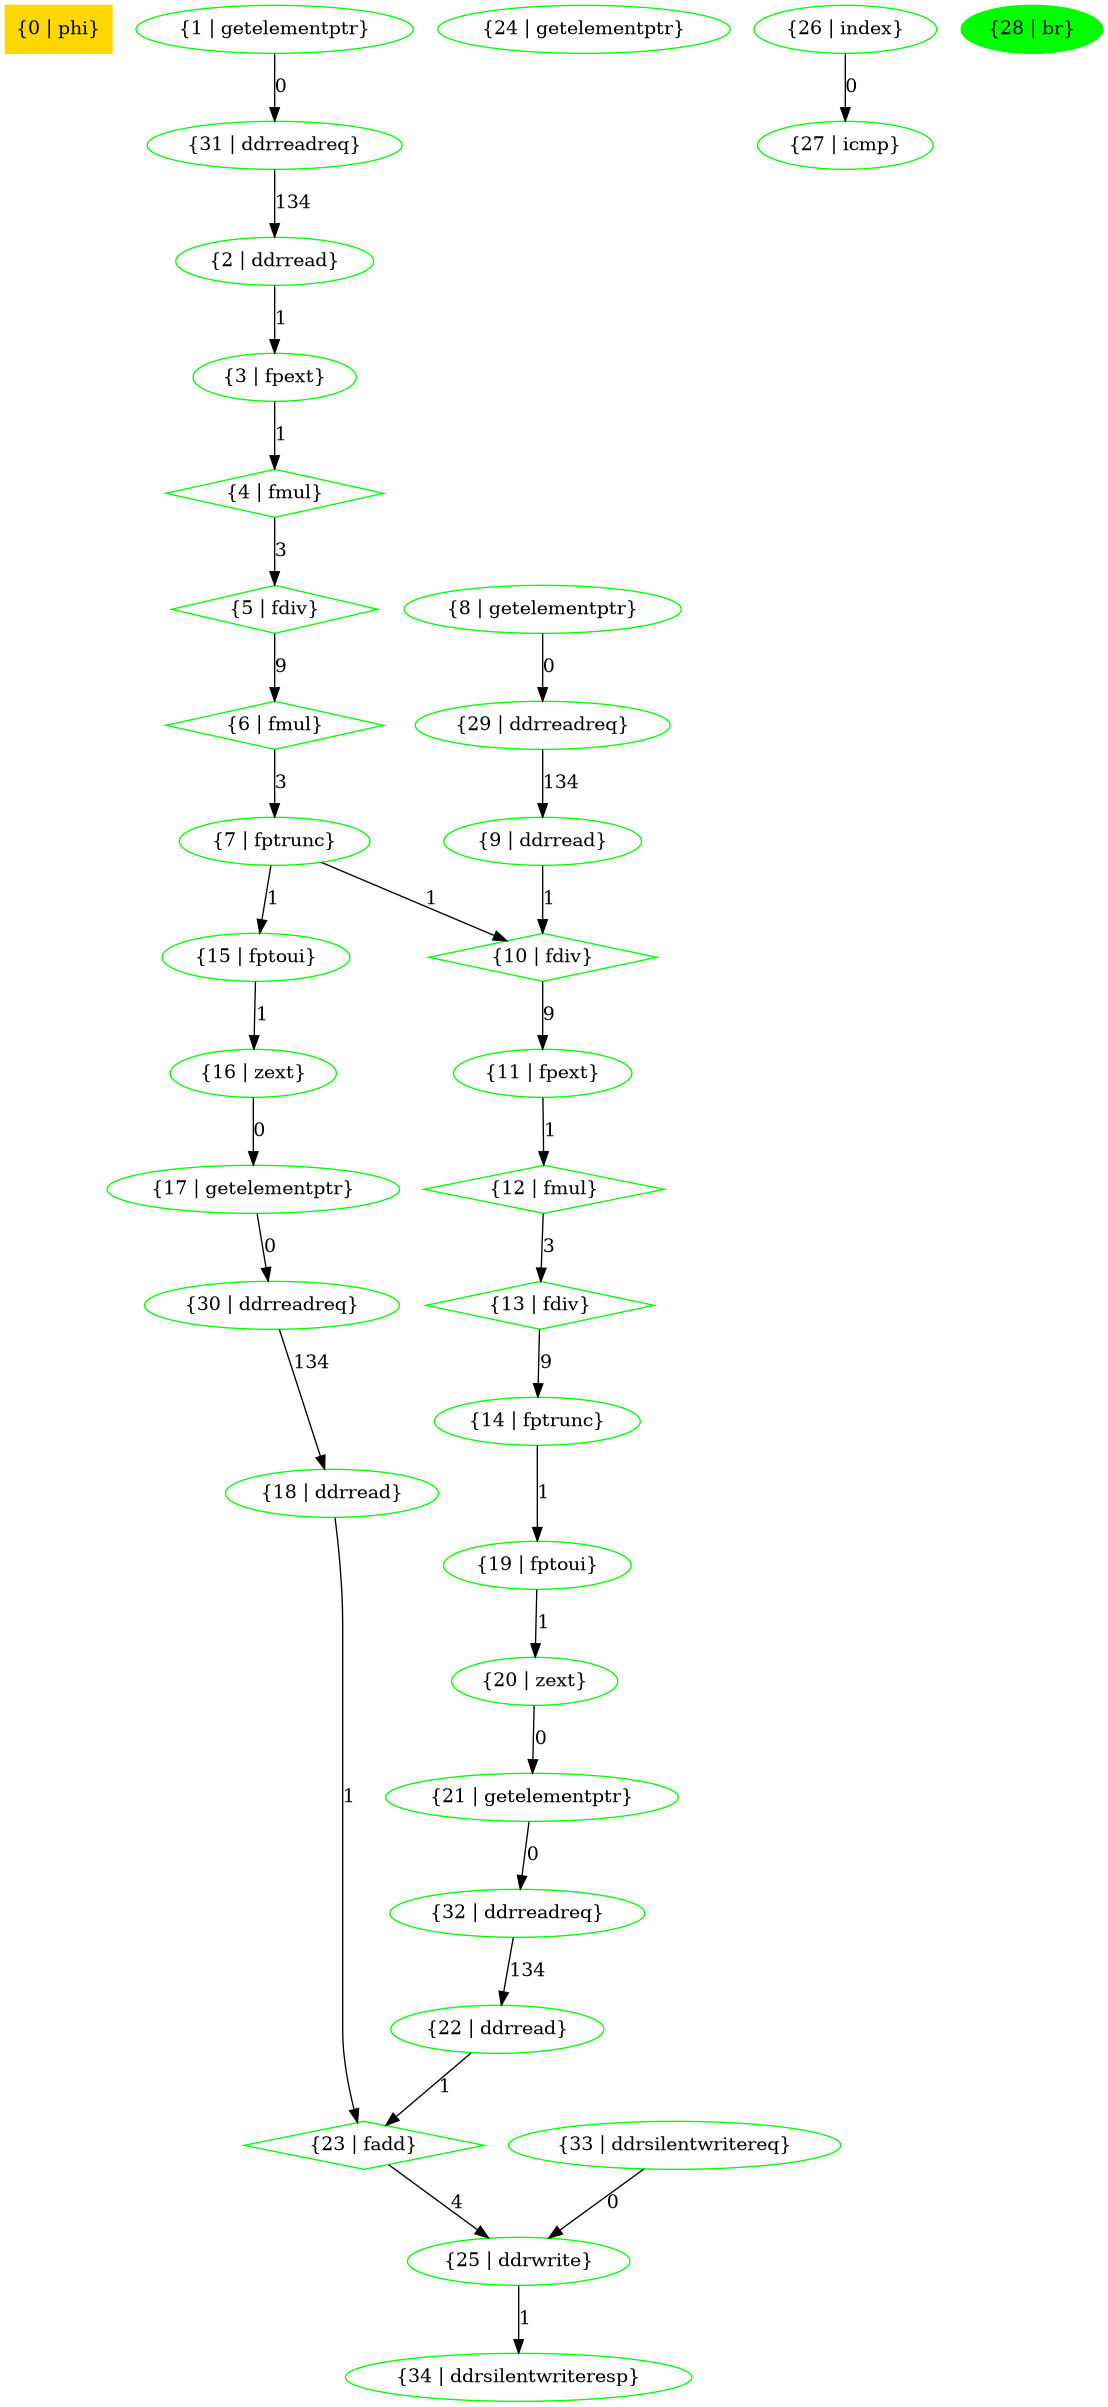 {0 | phi}
{1 | getelementptr}
{24 | getelementptr}
{26 | index}
{28 | br}
0
0
{31 | ddrreadreq}
{27 | icmp}
134
{2 | ddrread}
1
{3 | fpext}
1
{4 | fmul}
3
{5 | fdiv}
{8 | getelementptr}
9
0
{6 | fmul}
{29 | ddrreadreq}
3
134
{7 | fptrunc}
{9 | ddrread}
1
1
1
{15 | fptoui}
{10 | fdiv}
1
9
{16 | zext}
{11 | fpext}
0
1
{17 | getelementptr}
{12 | fmul}
0
3
{30 | ddrreadreq}
{13 | fdiv}
134
9
{14 | fptrunc}
{18 | ddrread}
1
{19 | fptoui}
1
{20 | zext}
0
1
{21 | getelementptr}
0
{32 | ddrreadreq}
134
{22 | ddrread}
1
{23 | fadd}
{33 | ddrsilentwritereq}
4
0
{25 | ddrwrite}
1
{34 | ddrsilentwriteresp}